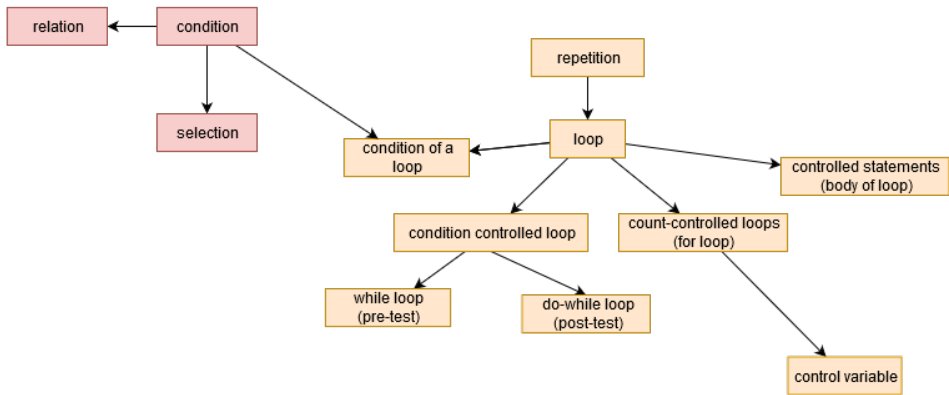 relation
condition
repetition
selection
loop
condition of a
loop
controlled statements
(body of loop)
condition controlled loop
count-controlled loops
(for loop)
while loop
(pre-test)
do-while loop
(post-test)
control variable